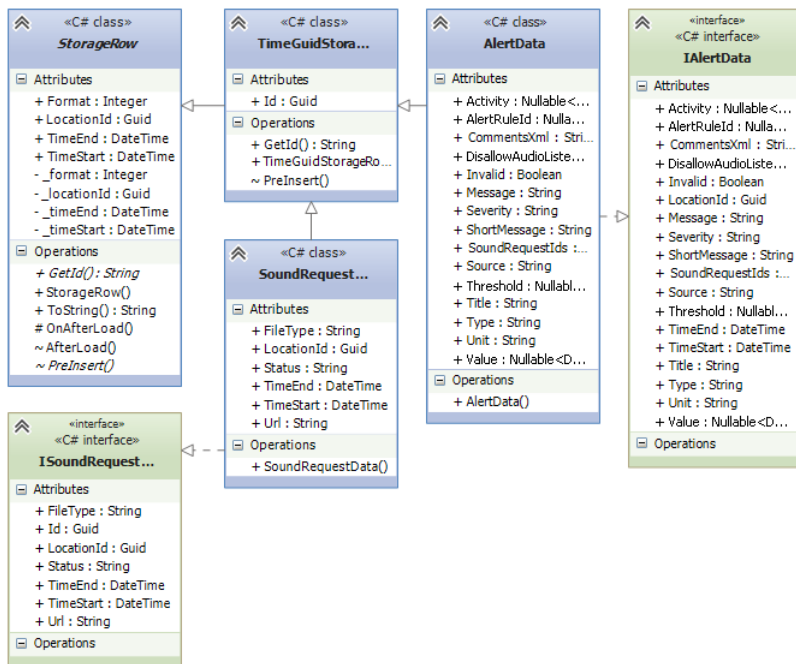 «C# class»
StorageRow
Attributes
+ Format : Integer
+ LocationId : Guid
+ TimeEnd : DateTime
+ TimeStart : DateTime
- _format : Integer
- _locationId : Guid
- _timeEnd : DateTime
- _timeStart : DateTime
Operations
+ GetId() : String
+ StorageRow()
+ ToString() : String
# OnAfterLoad()
~ AfterLoad()
~ PreInsert()
«C# class»
TimeGuidStora...
Attributes
+ Id : Guid
Operations
+ GetId() : String
+ TimeGuidStorageRo...
~ PreInsert()
«C# class»
AlertData
Attributes
+ Activity : Nullable<...
+ AlertRuleId : Nulla...
+ CommentsXml : Stri...
+ DisallowAudioListe...
+ Invalid : Boolean
+ Message : String
+ Severity : String
+ ShortMessage : String
+ SoundRequestIds :...
+ Source : String
+ Threshold : Nullabl...
+ Title : String
+ Type : String
+ Unit : String
+ Value : Nullable<D...
Operations
+ AlertData()
«interface»
«C# interface»
IAlertData
Attributes
+ Activity : Nullable<...
+ AlertRuleId : Nulla...
+ CommentsXml : Stri...
+ DisallowAudioListe...
+ Invalid : Boolean
+ LocationId : Guid
+ Message : String
+ Severity : String
+ ShortMessage : String
+ SoundRequestIds :...
+ Source : String
+ Threshold : Nullabl...
+ TimeEnd : DateTime
+ TimeStart : DateTime
+ Title : String
+ Type : String
+ Unit : String
+ Value : Nullable<D...
Operations
«C# class»
SoundRequest...
Attributes
+ FileType : String
+ LocationId : Guid
+ Status : String
+ TimeEnd : DateTime
+ TimeStart : DateTime
+ Url : String
Operations
+ SoundRequestData()
«interface»
«C# interface»
ISoundRequest...
Attributes
+ FileType : String
+ Id : Guid
+ LocationId : Guid
+ Status : String
+ TimeEnd : DateTime
+ TimeStart : DateTime
+ Url : String
Operations